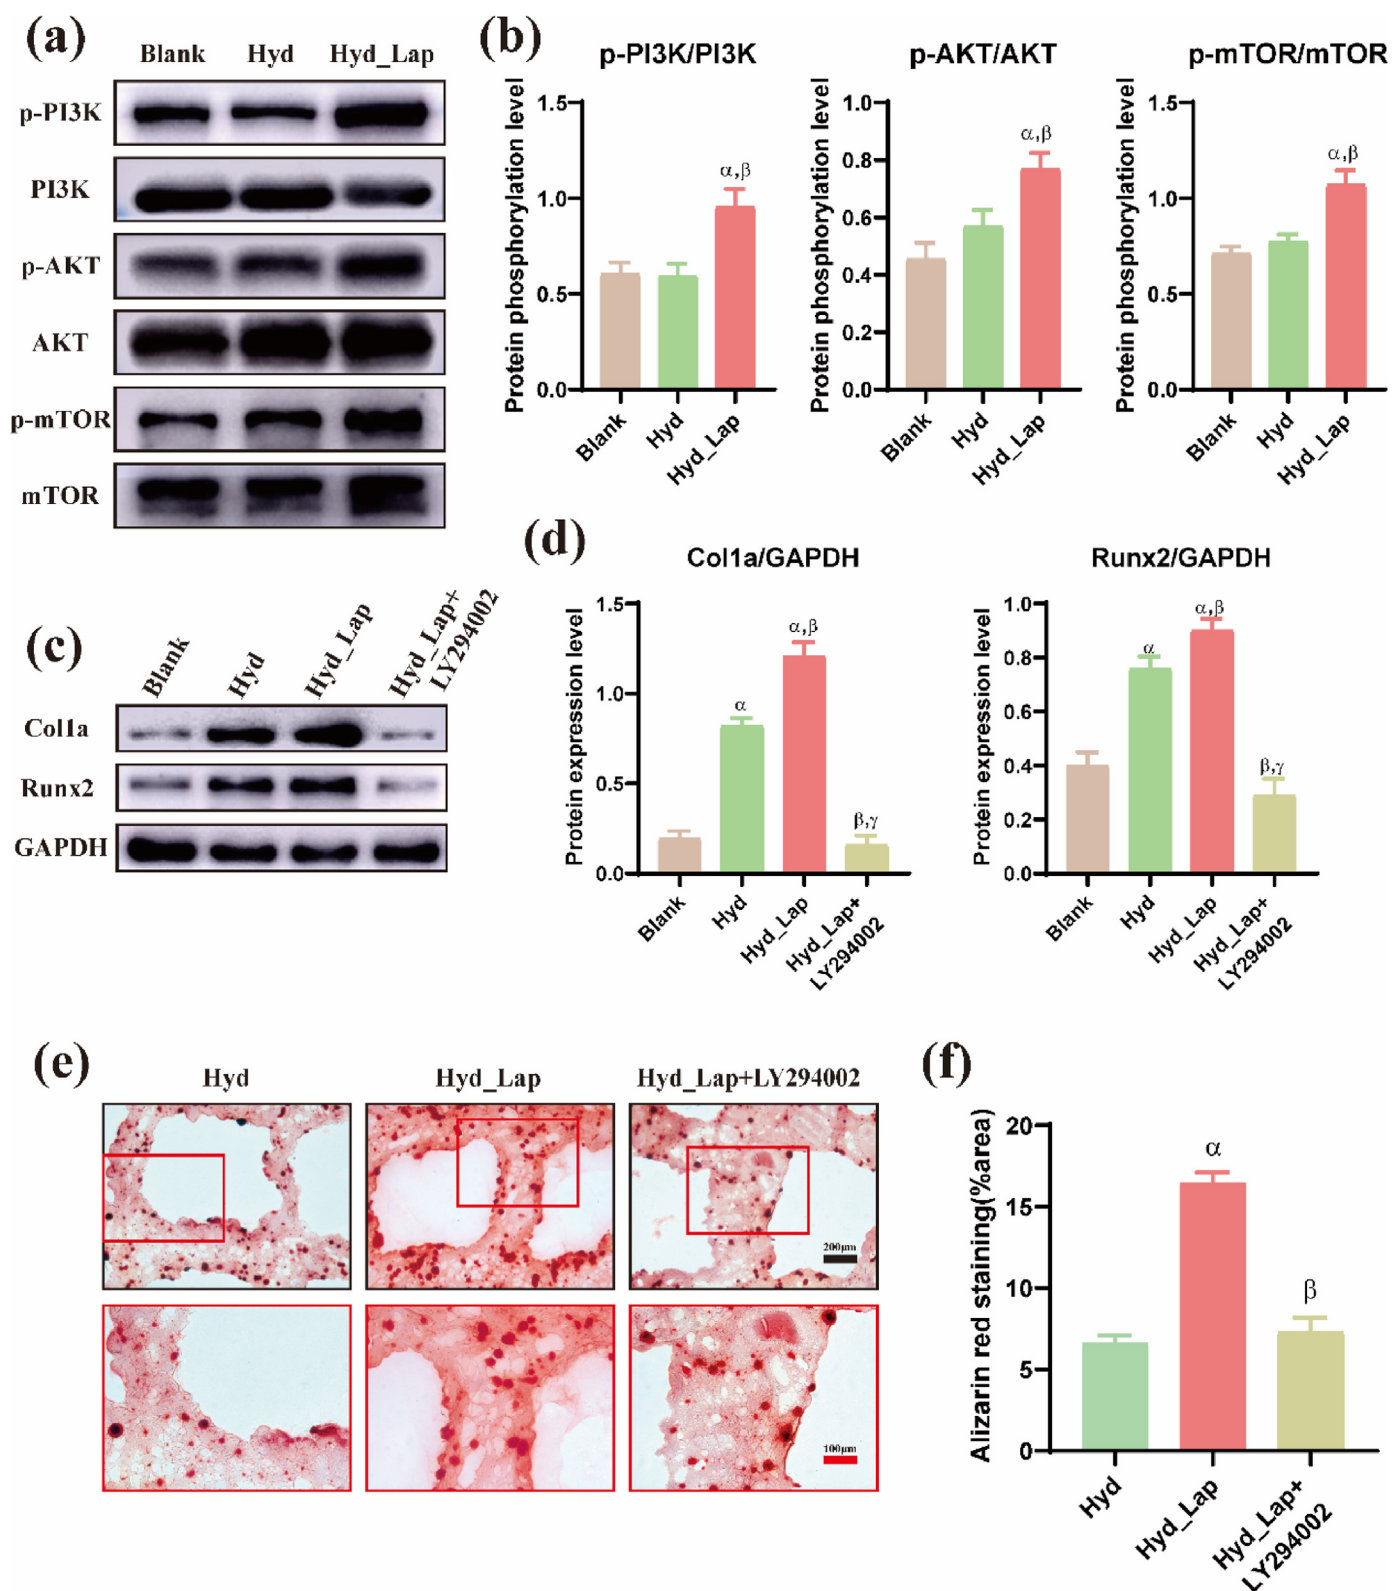 (a)
Blank Hyd Hyd_Lap
p-PI3K
PI3K
p-AKT
AKT
p-mTOR
mTOR
(b)
p-PI3K/PI3K
Protein phosphorylation level
1.5
1.0
0.5
0.0
α,β
Blank
Hyd
Hyd_Lap
p-AKT/AKT
Protein phosphorylation level
1.0
0.8
0.6
0.4
0.2
0.0
α,β
Blank
Hyd
Hyd_Lap
p-mTOR/mTOR
Protein phosphorylation level
1.5
1.0
0.5
0.0
α,β
Blank
Hyd
Hyd_Lap
(c)
Blank
Hyd
Hyd_Lap
Hyd_Lap+
LY294002
Col1a
Runx2
GAPDH
(d)
Col1a/GAPDH
Protein expression level
1.5
1.0
0.5
0.0
α
α,β
β,γ
Blank
Hyd
Hyd_Lap
Hyd_Lap+
LY294002
Runx2/GAPDH
Protein expression level
1.0
0.8
0.6
0.4
0.2
0.0
α
α,β
β,γ
Blank
Hyd
Hyd_Lap
Hyd_Lap+
LY294002
(e)
Hyd Hyd_Lap Hyd_Lap+LY294002
200μm
100μm
(f)
Alizarin red staining(%area)
20
15
10
5
0
α
β
Hyd
Hyd_Lap
Hyd_Lap+
LY294002